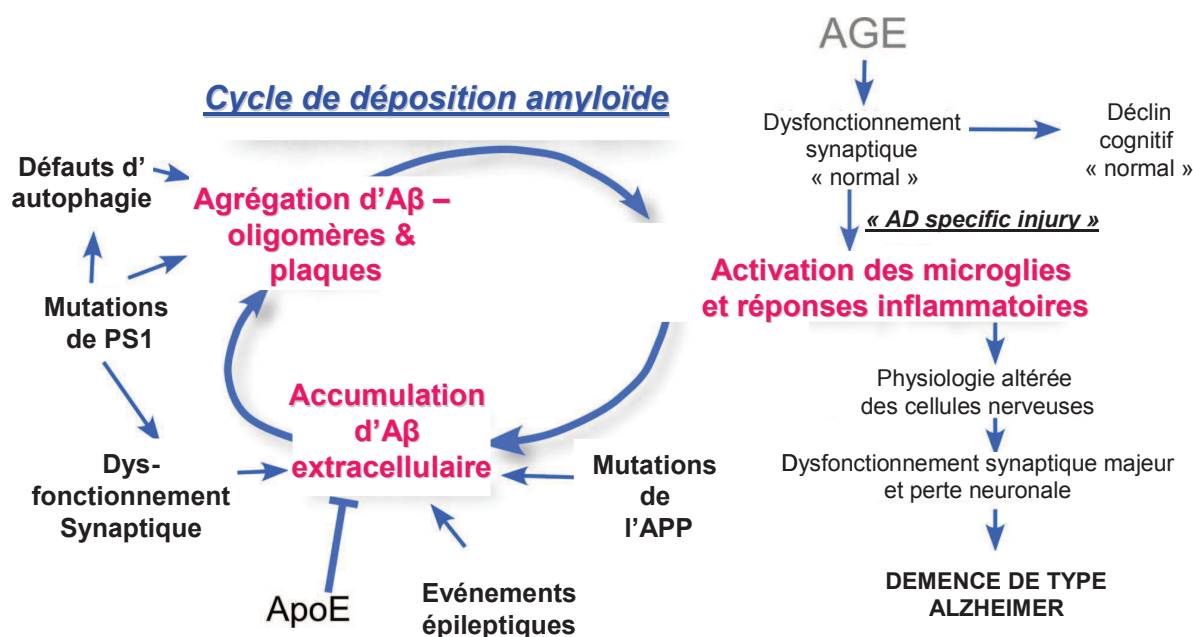 Cycle de déposition amyloïde
Défauts d'
autophagie
Agrégation d'Aβ –
oligomères &
plaques
Mutations
de PS1
Accumulation
d'Aβ
extracellulaire
Dys-
fonctionnement
Synaptique
Mutations
de
l'APP
ApoE
Evénements
épileptiques
AGE
Dysfonctionnement
synaptique
« normal »
Déclin
cognitif
« normal »
« AD specific injury »
Activation des microglies
et réponses inflammatoires
Physiologie altérée
des cellules nerveuses
Dysfonctionnement synaptique majeur
et perte neuronale
DEMENCE DE TYPE
ALZHEIMER